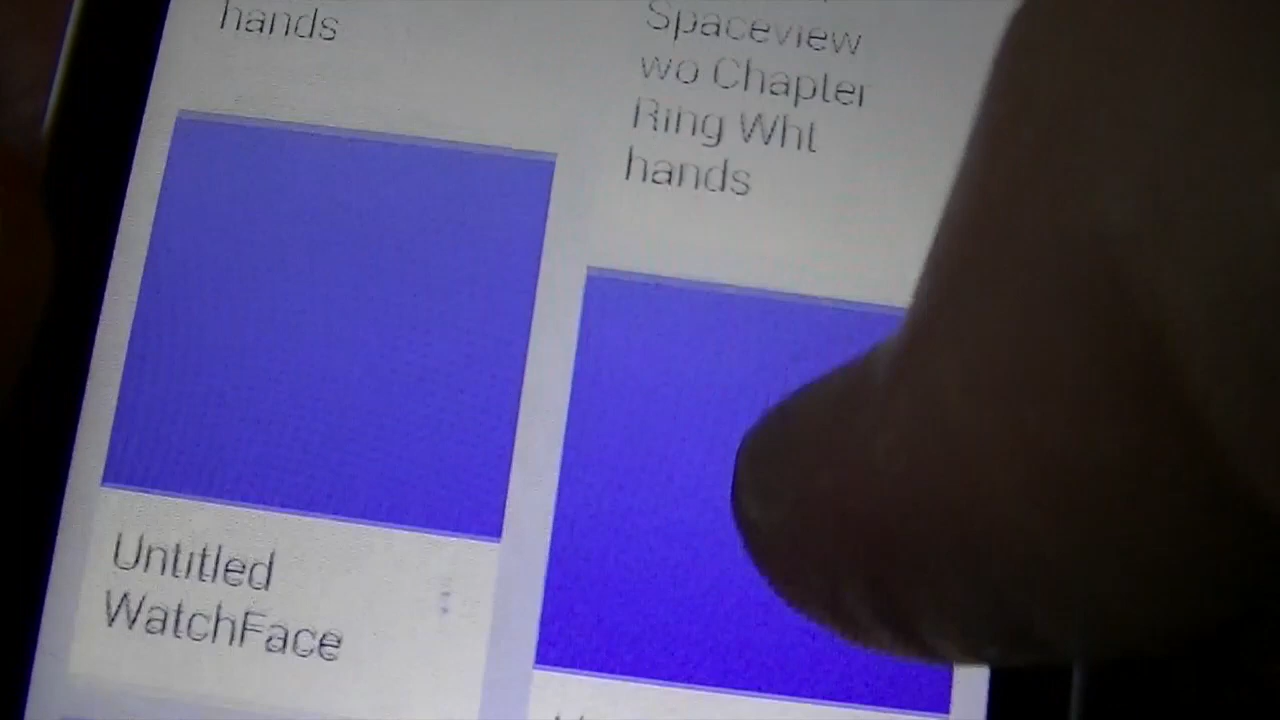 hands
Spaceview
wo Chapter
Ring Wht
hands
Untitled
WatchFace